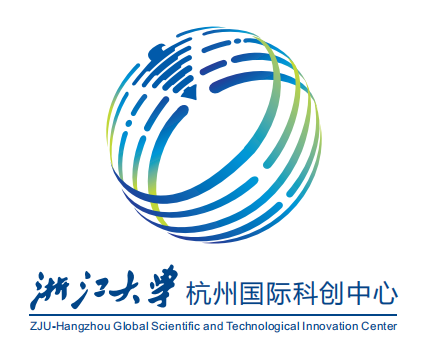 浙江大学 杭州国际科创中心
ZJU-Hangzhou Global Scientific and Technological Innovation Center